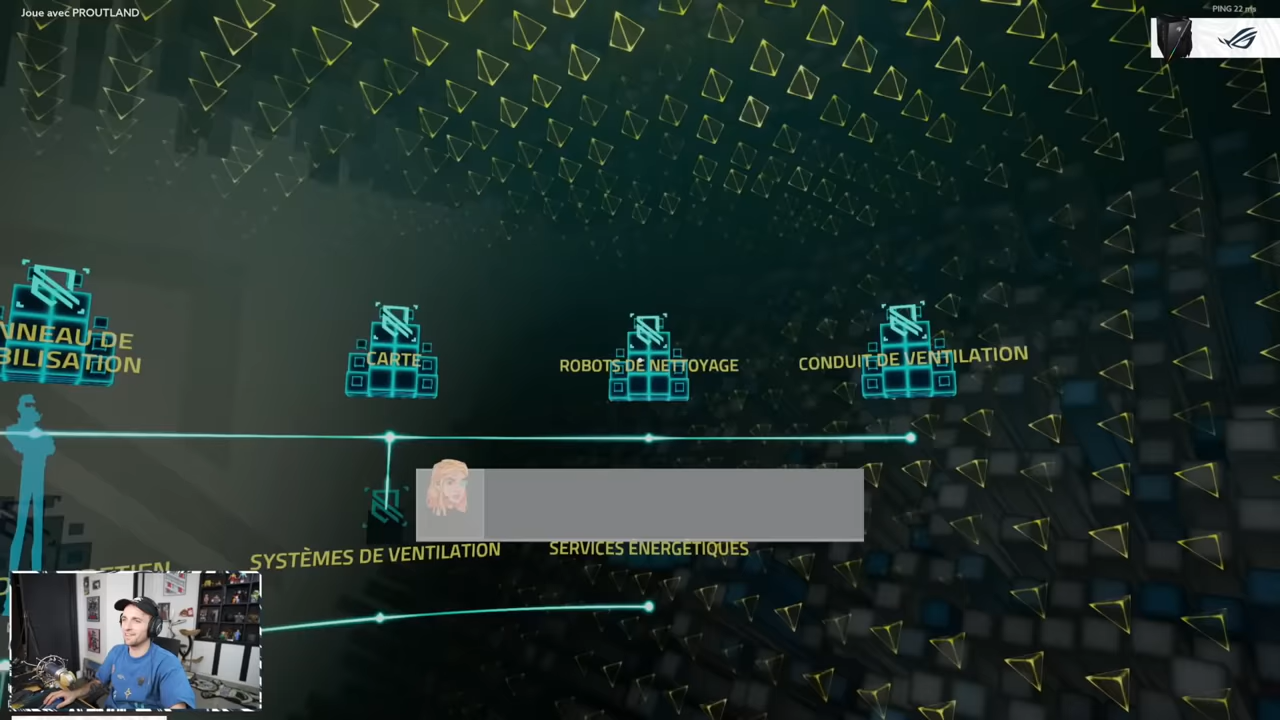 Joue avec PROUTLAND
PING 22 ms
NNEAU DE
BILISATION
CARTE
ROBOTS DE NETTOYAGE
CONDUIT DE VENTILATION
SYSTÈMES DE VENTILATION
SERVICES ÉNERGÉTIQUES
ETIEN